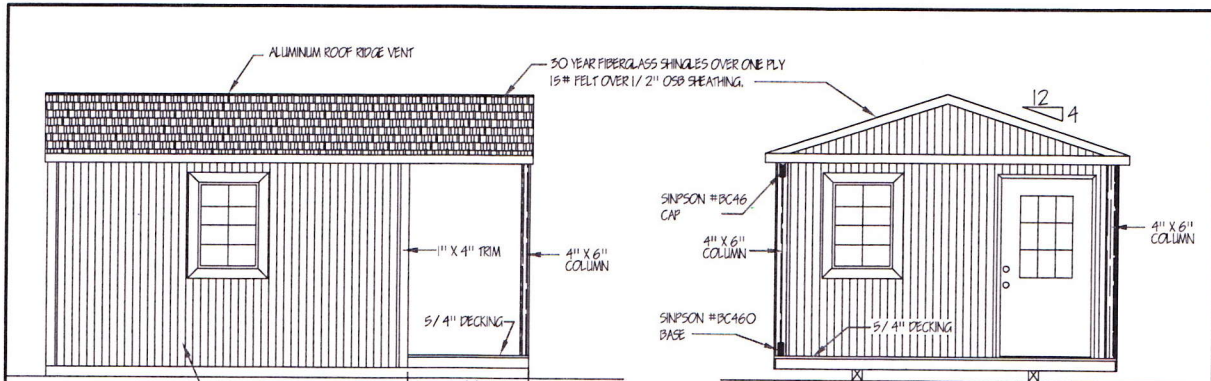 ALUMINUM ROOF RIDGE VENT
30 YEAR FIBERGLASS SHINGLES OVER ONE PLY
15# FELT OVER 1/2" OSB SHEATHING.
12
4
SINPSON #BC46
CAP
4" X 6"
COLUMN
4" X 6"
COLUMN
1" X 4" TRIM
4" X 6"
COLUMN
5/4" DECKING
SINPSON #BC460
BASE
5/4" DECKING